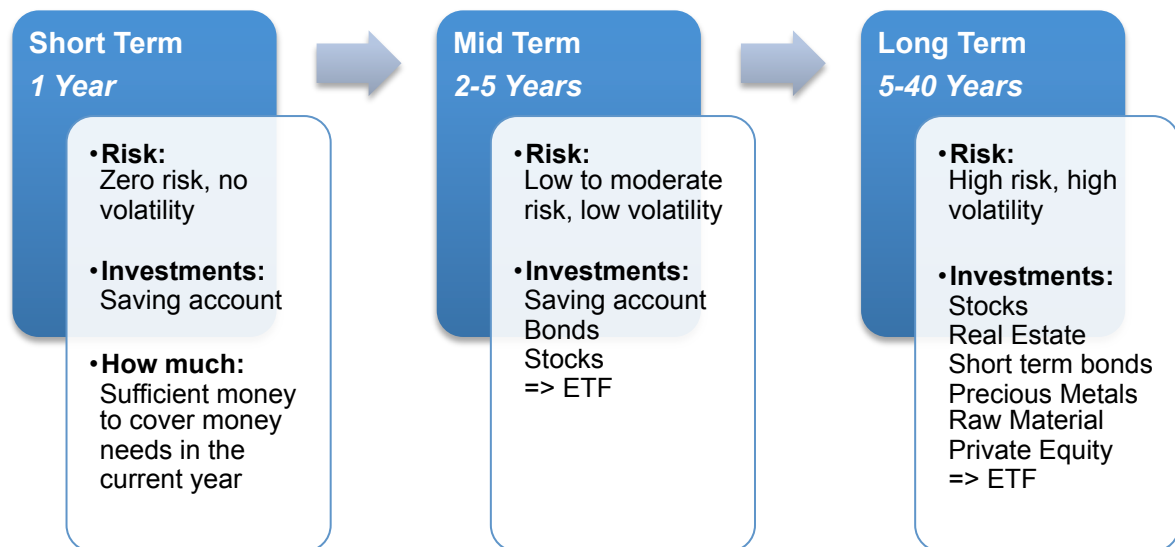 Short Term
1 Year
•Risk:
Zero risk, no
volatility
•Investments:
Saving account
•How much:
Sufficient money
to cover money
needs in the
current year
Mid Term
2-5 Years
•Risk:
Low to moderate
risk, low volatility
•Investments:
Saving account
Bonds
Stocks
=> ETF
Long Term
5-40 Years
•Risk:
High risk, high
volatility
•Investments:
Stocks
Real Estate
Short term bonds
Precious Metals
Raw Material
Private Equity
=> ETF